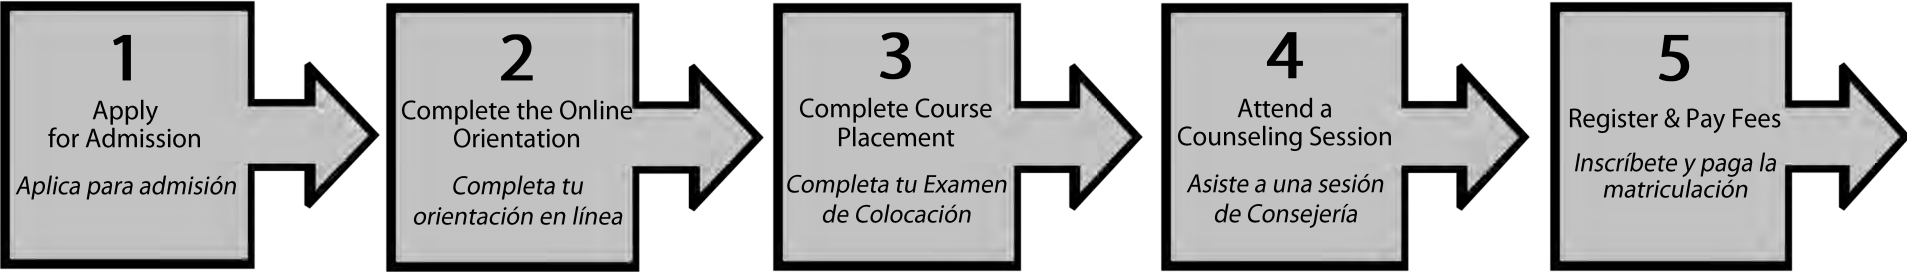 1
Apply
for Admission
Aplica para admisión
2
Complete the Online
Orientation
Completa tu
orientación en línea
3
Complete Course
Placement
Completa tu Examen
de Colocación
4
Attend a
Counseling Session
Asiste a una sesión
de Consejería
5
Register & Pay Fees
Inscríbete y paga la
matriculación